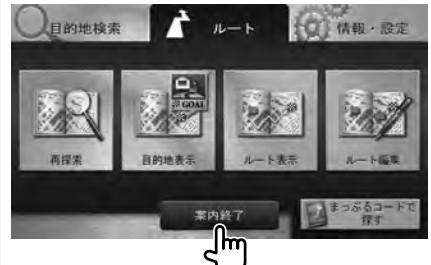 目的地検索
ルート
情報・設定
GOAL
再探索
目的地表示
ルート表示
ルート編集
案内終了
まっぷるコードで
探す